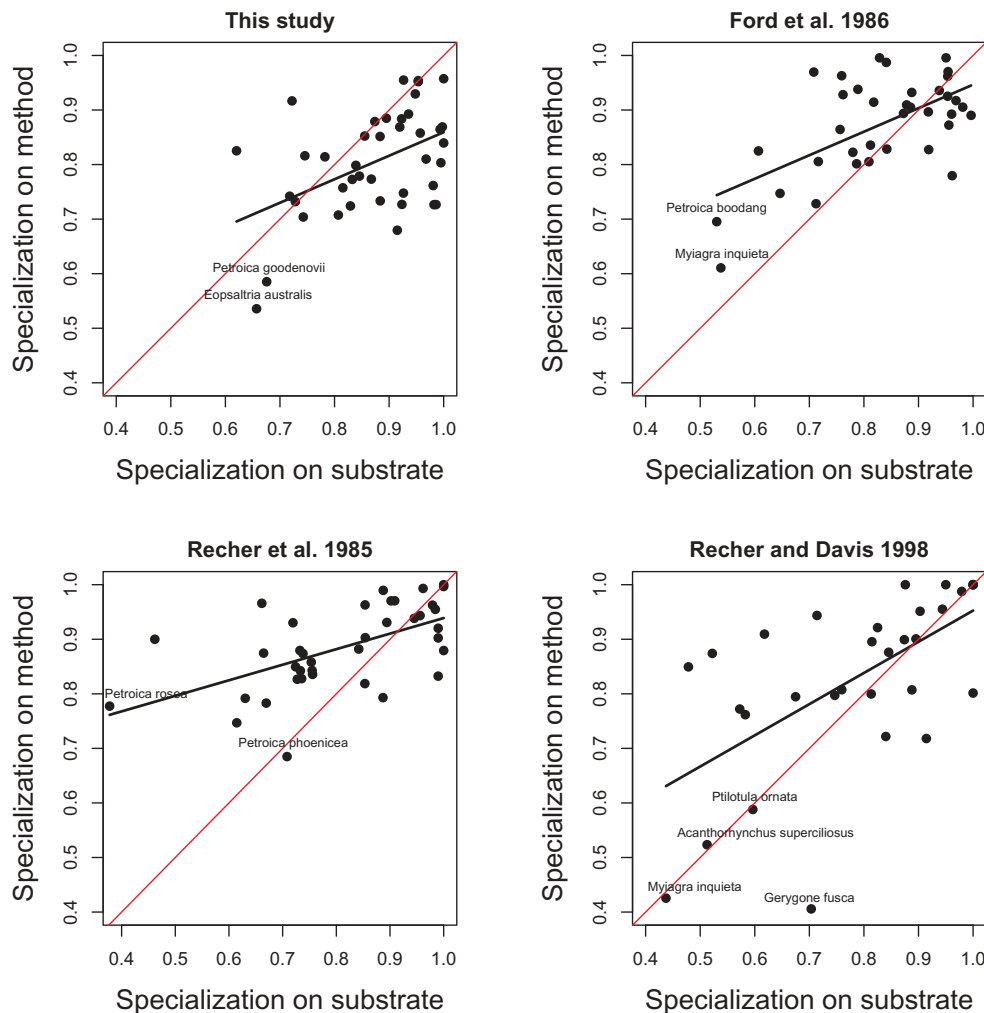 This study
Specialization on method
1.0
0.9
0.8
0.7
0.6
0.5
0.4
Petroica goodenovii
Eopsaltria australis
0.4 0.5 0.6 0.7 0.8 0.9 1.0
Specialization on substrate
Ford et al. 1986
Specialization on method
1.0
0.9
0.8
0.7
0.6
0.5
0.4
Petroica boodang
Myiagra inquieta
0.4 0.5 0.6 0.7 0.8 0.9 1.0
Specialization on substrate
Recher et al. 1985
Specialization on method
1.0
0.9
0.8
0.7
0.6
0.5
0.4
Petroica rosea
Petroica phoenicea
0.4 0.5 0.6 0.7 0.8 0.9 1.0
Specialization on substrate
Recher and Davis 1998
Specialization on method
1.0
0.9
0.8
0.7
0.6
0.5
0.4
Ptilotula ornata
Acanthorhynchus superciliosus
Myiagra inquieta
Gerygone fusca
0.4 0.5 0.6 0.7 0.8 0.9 1.0
Specialization on substrate